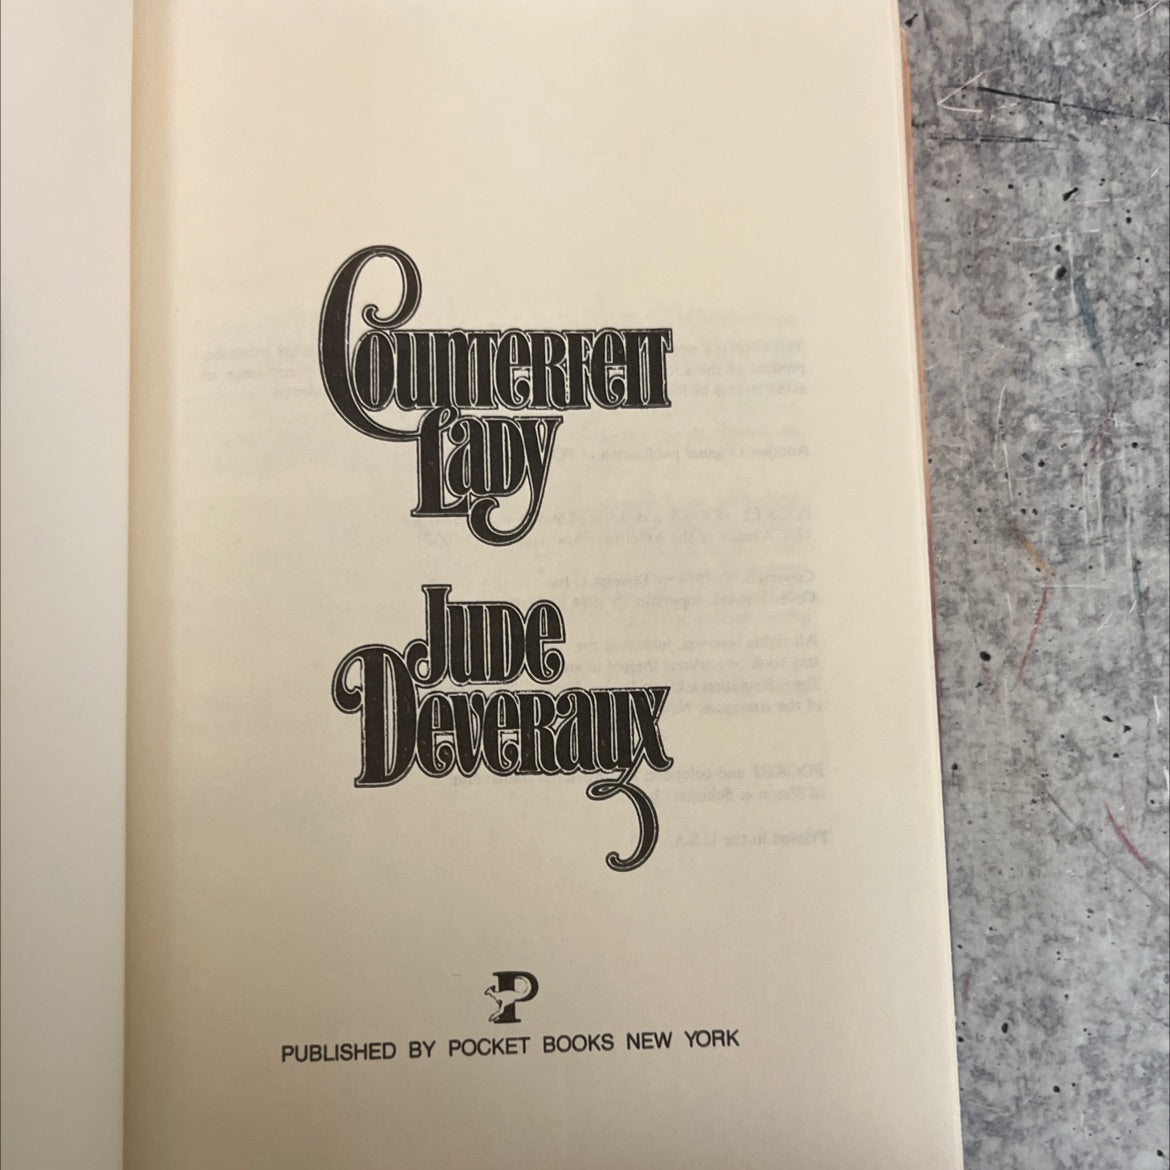 Counterfeit
Lady
Jude
Deveraux
P
PUBLISHED BY POCKET BOOKS NEW YORK